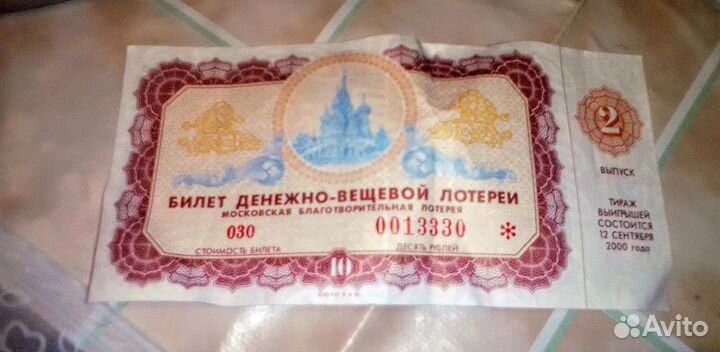 БИЛЕТ ДЕНЕЖНО-ВЕЩЕВОЙ ЛОТЕРЕИ
МОСКОВСКАЯ БЛАГОТВОРИТЕЛЬНАЯ ЛОТЕРЕЯ
030 0013330 *
СТОИМОСТЬ БИЛЕТА ДЕСЯТЬ РУБЛЕЙ
10
2
ВЫПУСК
ТИРАЖ
ВЫИГРЫШЕЙ
СОСТОИТСЯ
12 СЕНТЯБРЯ
2000 года
Avito